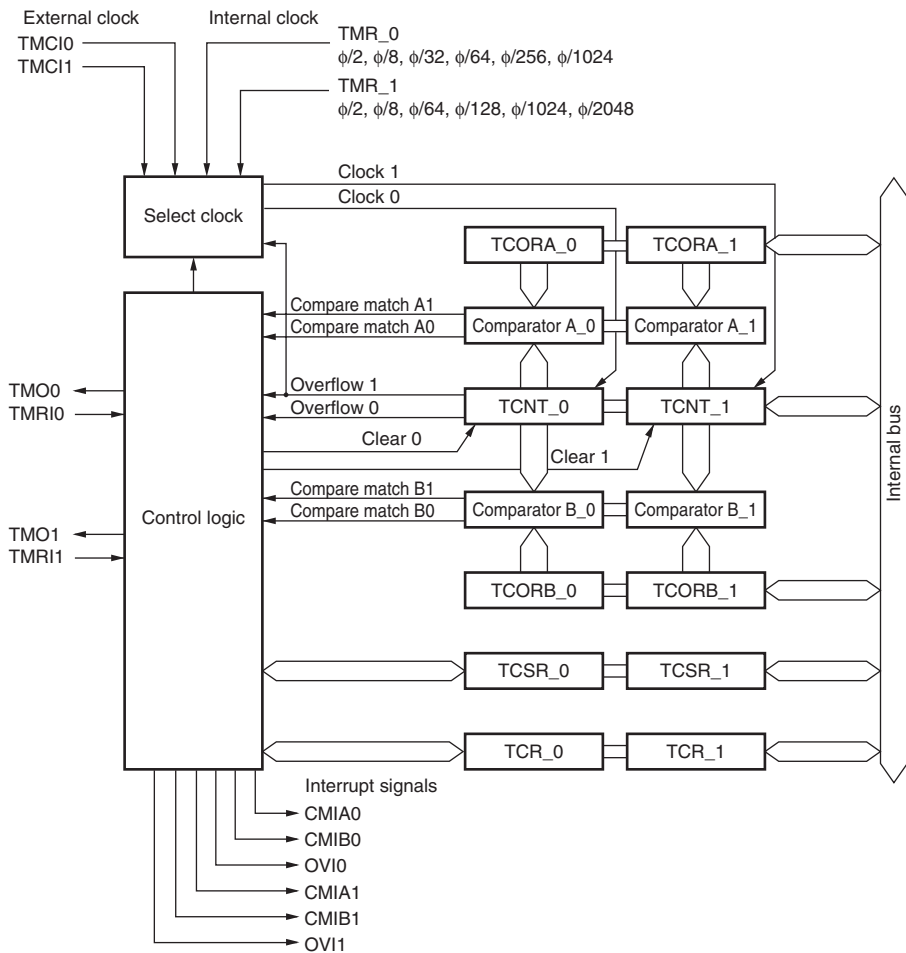 External clock
Internal clock
TMCI0
TMCI1
TMR_0
ϕ/2, ϕ/8, ϕ/32, ϕ/64, ϕ/256, ϕ/1024
TMR_1
ϕ/2, ϕ/8, ϕ/64, ϕ/128, ϕ/1024, ϕ/2048
Select clock
Clock 1
Clock 0
TCORA_0
TCORA_1
Compare match A1
Compare match A0
Comparator A_0
Comparator A_1
TMO0
TMRI0
Overflow 1
Overflow 0
TCNT_0
TCNT_1
Clear 0
Clear 1
Internal bus
Compare match B1
Compare match B0
Comparator B_0
Comparator B_1
Control logic
TMO1
TMRI1
TCORB_0
TCORB_1
TCSR_0
TCSR_1
TCR_0
TCR_1
Interrupt signals
CMIA0
CMIB0
OVI0
CMIA1
CMIB1
OVI1